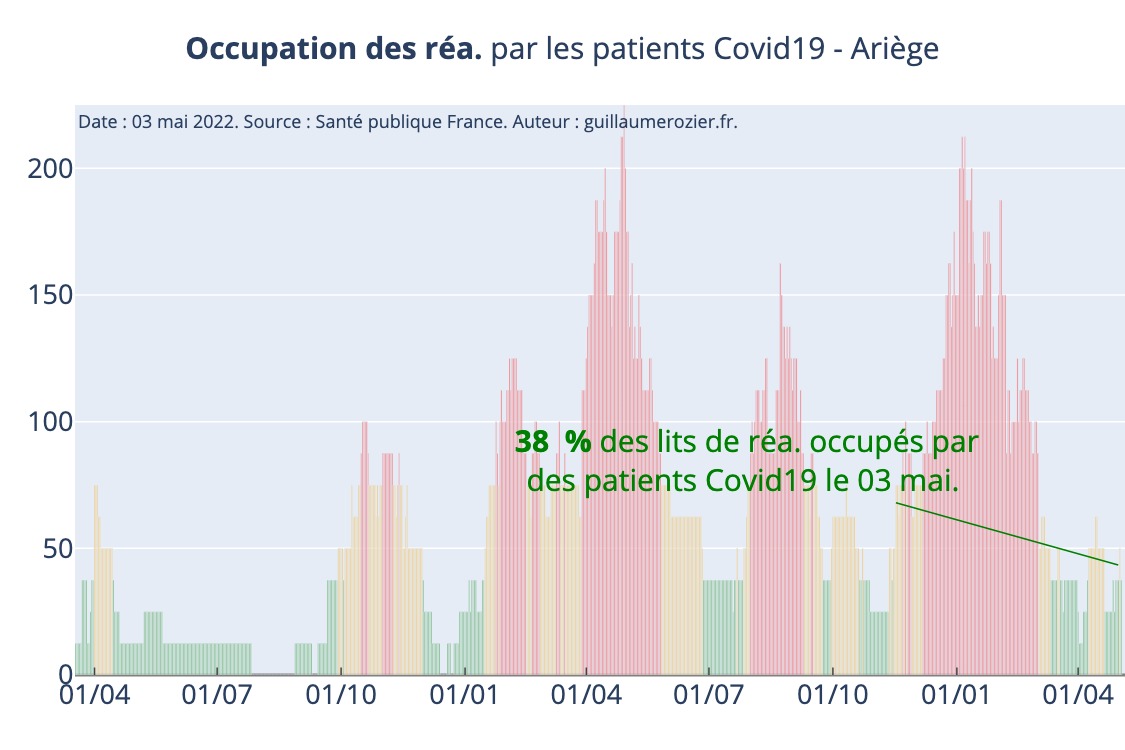 Occupation des réa. par les patients Covid19 - Ariège
Date : 03 mai 2022. Source : Santé publique France. Auteur : guillaumerozier.fr.
200
150
100
38 % des lits de réa. occupés par
des patients Covid19 le 03 mai.
50
0
01/04 01/07 01/10 01/01 01/04 01/07 01/10 01/01 01/04